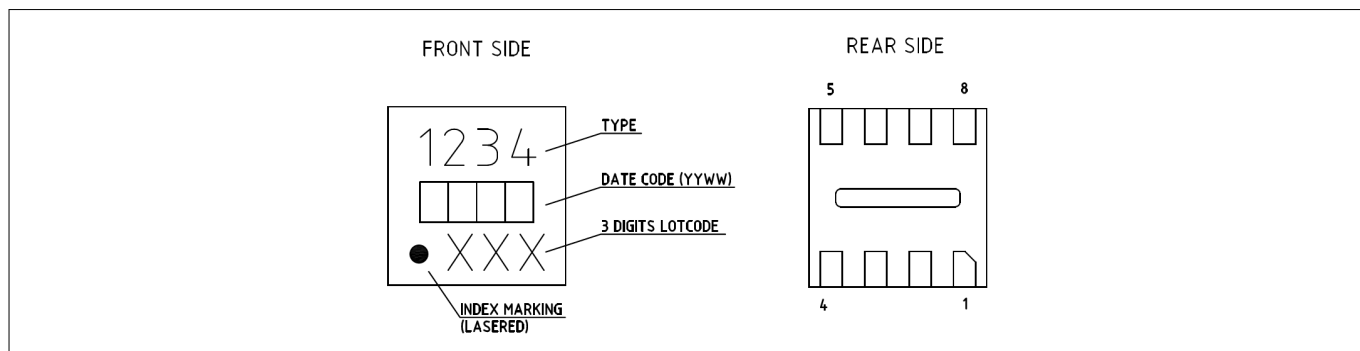 FRONT SIDE
1234
TYPE
DATE CODE (YYWW)
XXX
3 DIGITS LOTCODE
INDEX MARKING
(LASERED)
REAR SIDE
5 8
4 1